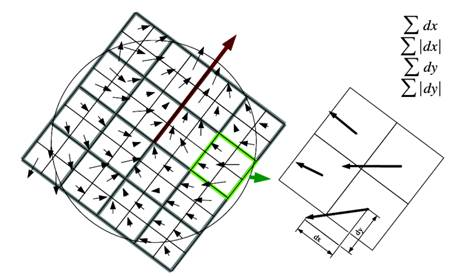 ∑ dx
∑ |dx|
∑ dy
∑ |dy|
dx
dy